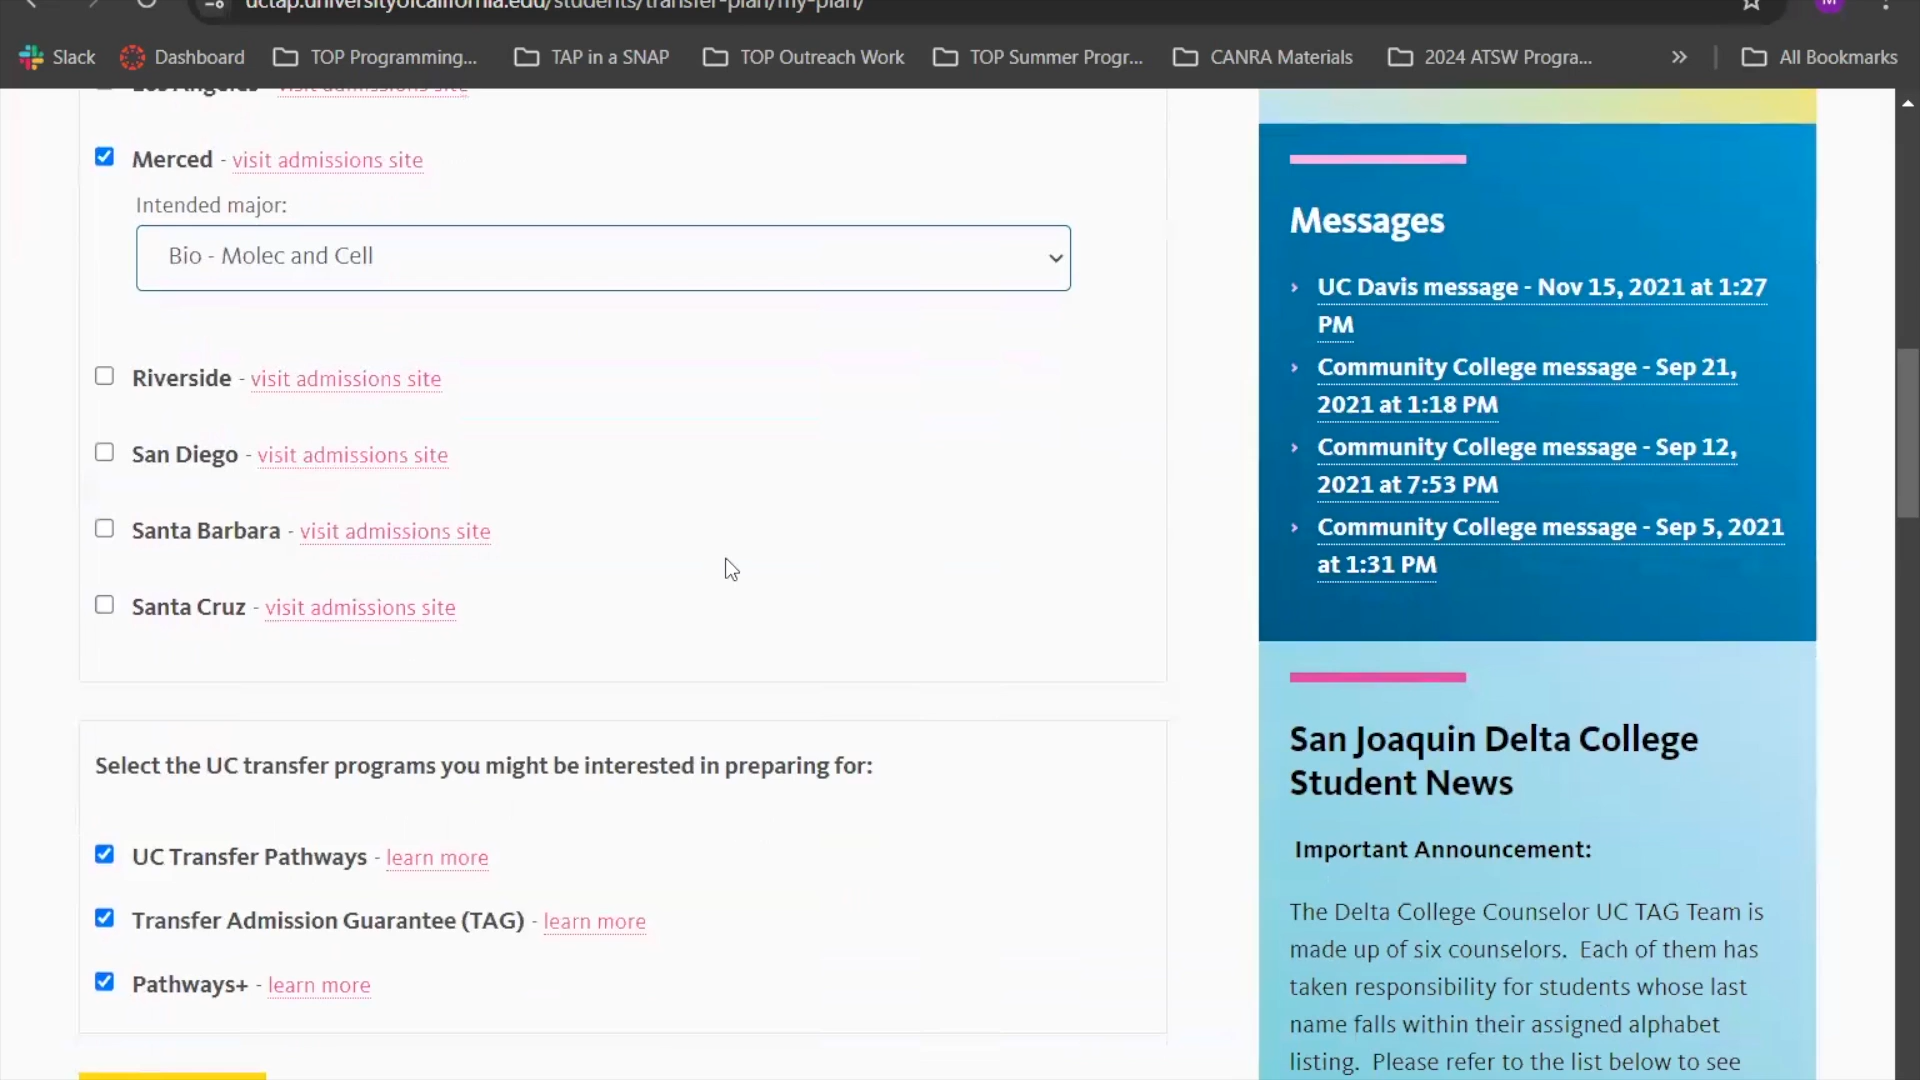 uctap.universityofcalifornia.edu/students/transfer-plan/my-plan/
M
Slack
Dashboard
TOP Programming...
TAP in a SNAP
TOP Outreach Work
TOP Summer Progr...
CANRA Materials
2024 ATSW Progra...
»
All Bookmarks
Los Angeles - visit admissions site
Merced - visit admissions site
Intended major:
Bio - Molec and Cell
Riverside - visit admissions site
San Diego - visit admissions site
Santa Barbara - visit admissions site
Santa Cruz - visit admissions site
Select the UC transfer programs you might be interested in preparing for:
UC Transfer Pathways - learn more
Transfer Admission Guarantee (TAG) - learn more
Pathways+ - learn more
Messages
UC Davis message - Nov 15, 2021 at 1:27
PM
Community College message - Sep 21,
2021 at 1:18 PM
Community College message - Sep 12,
2021 at 7:53 PM
Community College message - Sep 5, 2021
at 1:31 PM
San Joaquin Delta College
Student News
Important Announcement:
The Delta College Counselor UC TAG Team is
made up of six counselors. Each of them has
taken responsibility for students whose last
name falls within their assigned alphabet
listing. Please refer to the list below to see